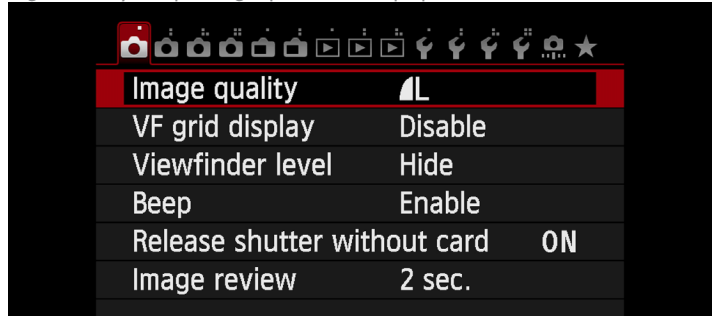 Image quality L
VF grid display Disable
Viewfinder level Hide
Beep Enable
Release shutter without card ON
Image review 2 sec.